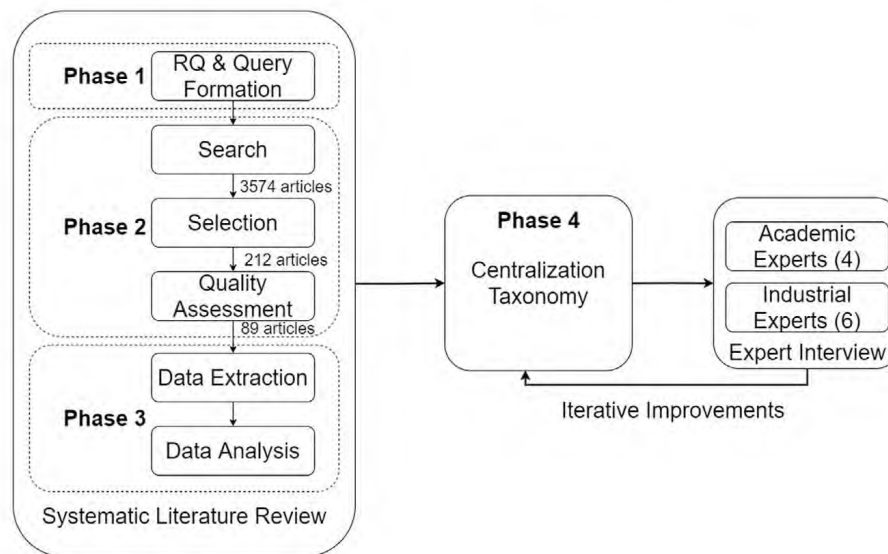 Phase 1
RQ & Query
Formation
Phase 2
Search
3574 articles
Selection
212 articles
Quality
Assessment
89 articles
Phase 3
Data Extraction
Data Analysis
Systematic Literature Review
Phase 4
Centralization
Taxonomy
Academic
Experts (4)
Industrial
Experts (6)
Expert Interview
Iterative Improvements